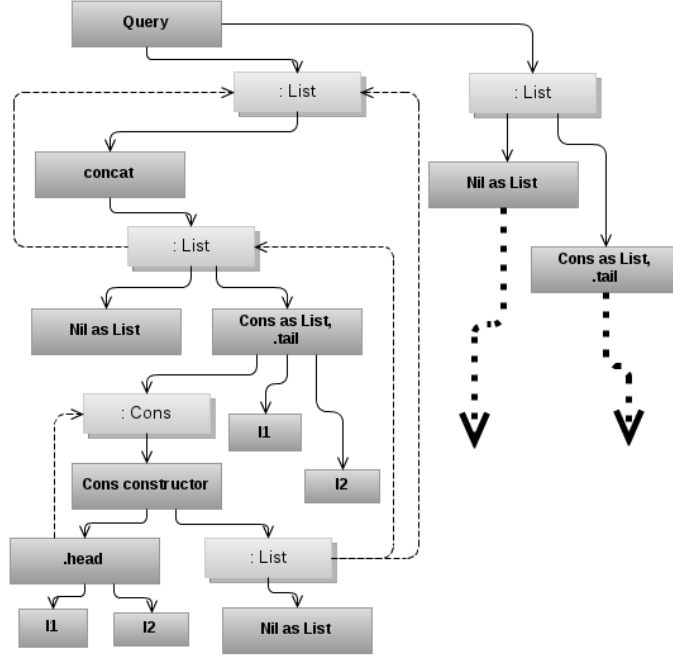 Query
: List
: List
concat
Nil as List
: List
Cons as List,
.tail
Nil as List
Cons as List,
.tail
: Cons
l1
l2
Cons constructor
.head
: List
l1
l2
Nil as List